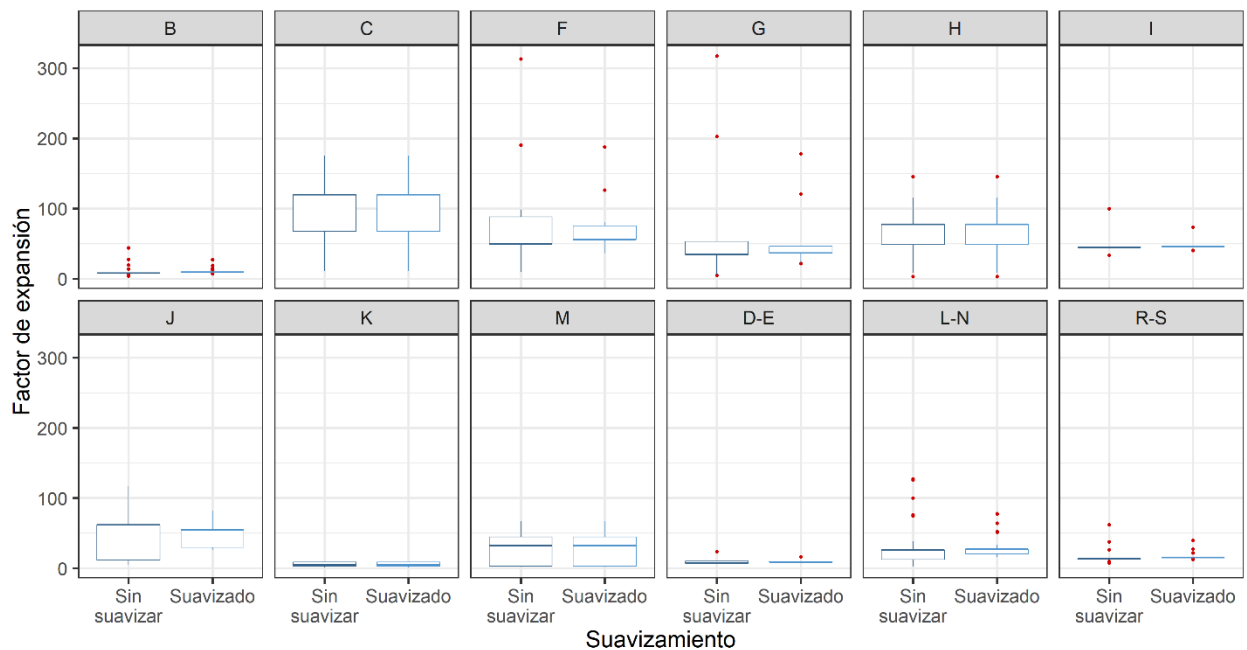 B C F G H I
300
200
100
0
J K M D-E L-N R-S
300
200
100
0
Factor de expansión
Sin suavizar Suavizado Sin suavizar Suavizado Sin suavizar Suavizado Sin suavizar Suavizado Sin suavizar Suavizado Sin suavizar Suavizado
Suavizamiento